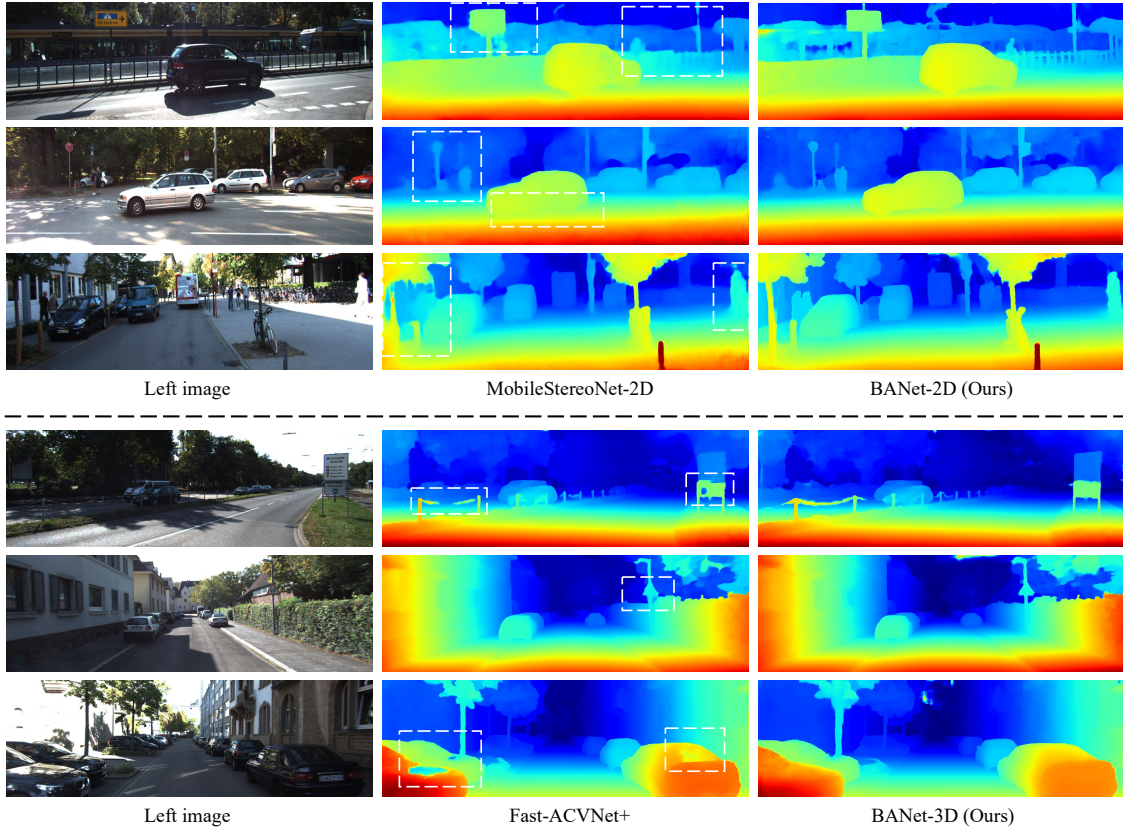 Left image MobileStereoNet-2D BANet-2D (Ours)
Left image Fast-ACVNet+ BANet-3D (Ours)